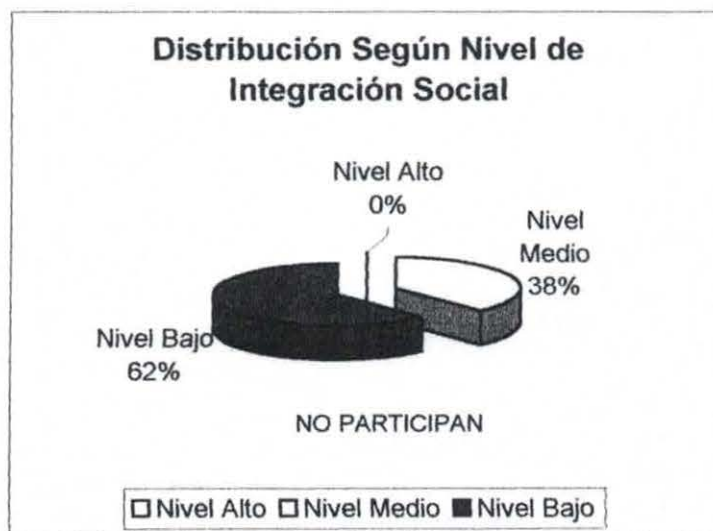 Distribución Según Nivel de
Integración Social
Nivel Alto
0%
Nivel
Medio
38%
Nivel Bajo
62%
NO PARTICIPAN
Nivel Alto Nivel Medio Nivel Bajo